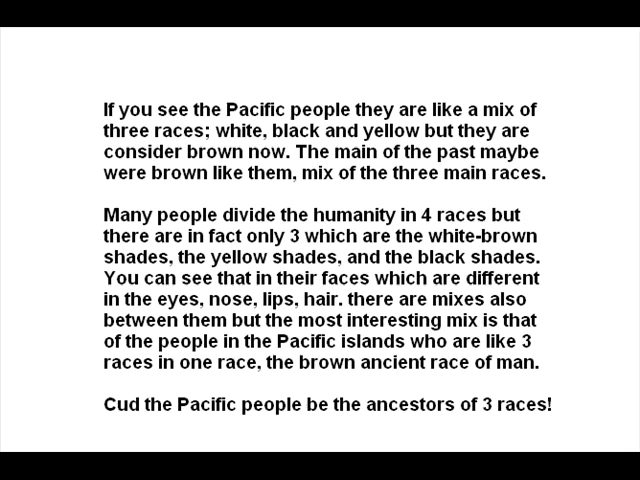 If you see the Pacific people they are like a mix of
three races; white, black and yellow but they are
consider brown now. The main of the past maybe
were brown like them, mix of the three main races.
Many people divide the humanity in 4 races but
there are in fact only 3 which are the white-brown
shades, the yellow shades, and the black shades.
You can see that in their faces which are different
in the eyes, nose, lips, hair. there are mixes also
between them but the most interesting mix is that
of the people in the Pacific islands who are like 3
races in one race, the brown ancient race of man.
Cud the Pacific people be the ancestors of 3 races!